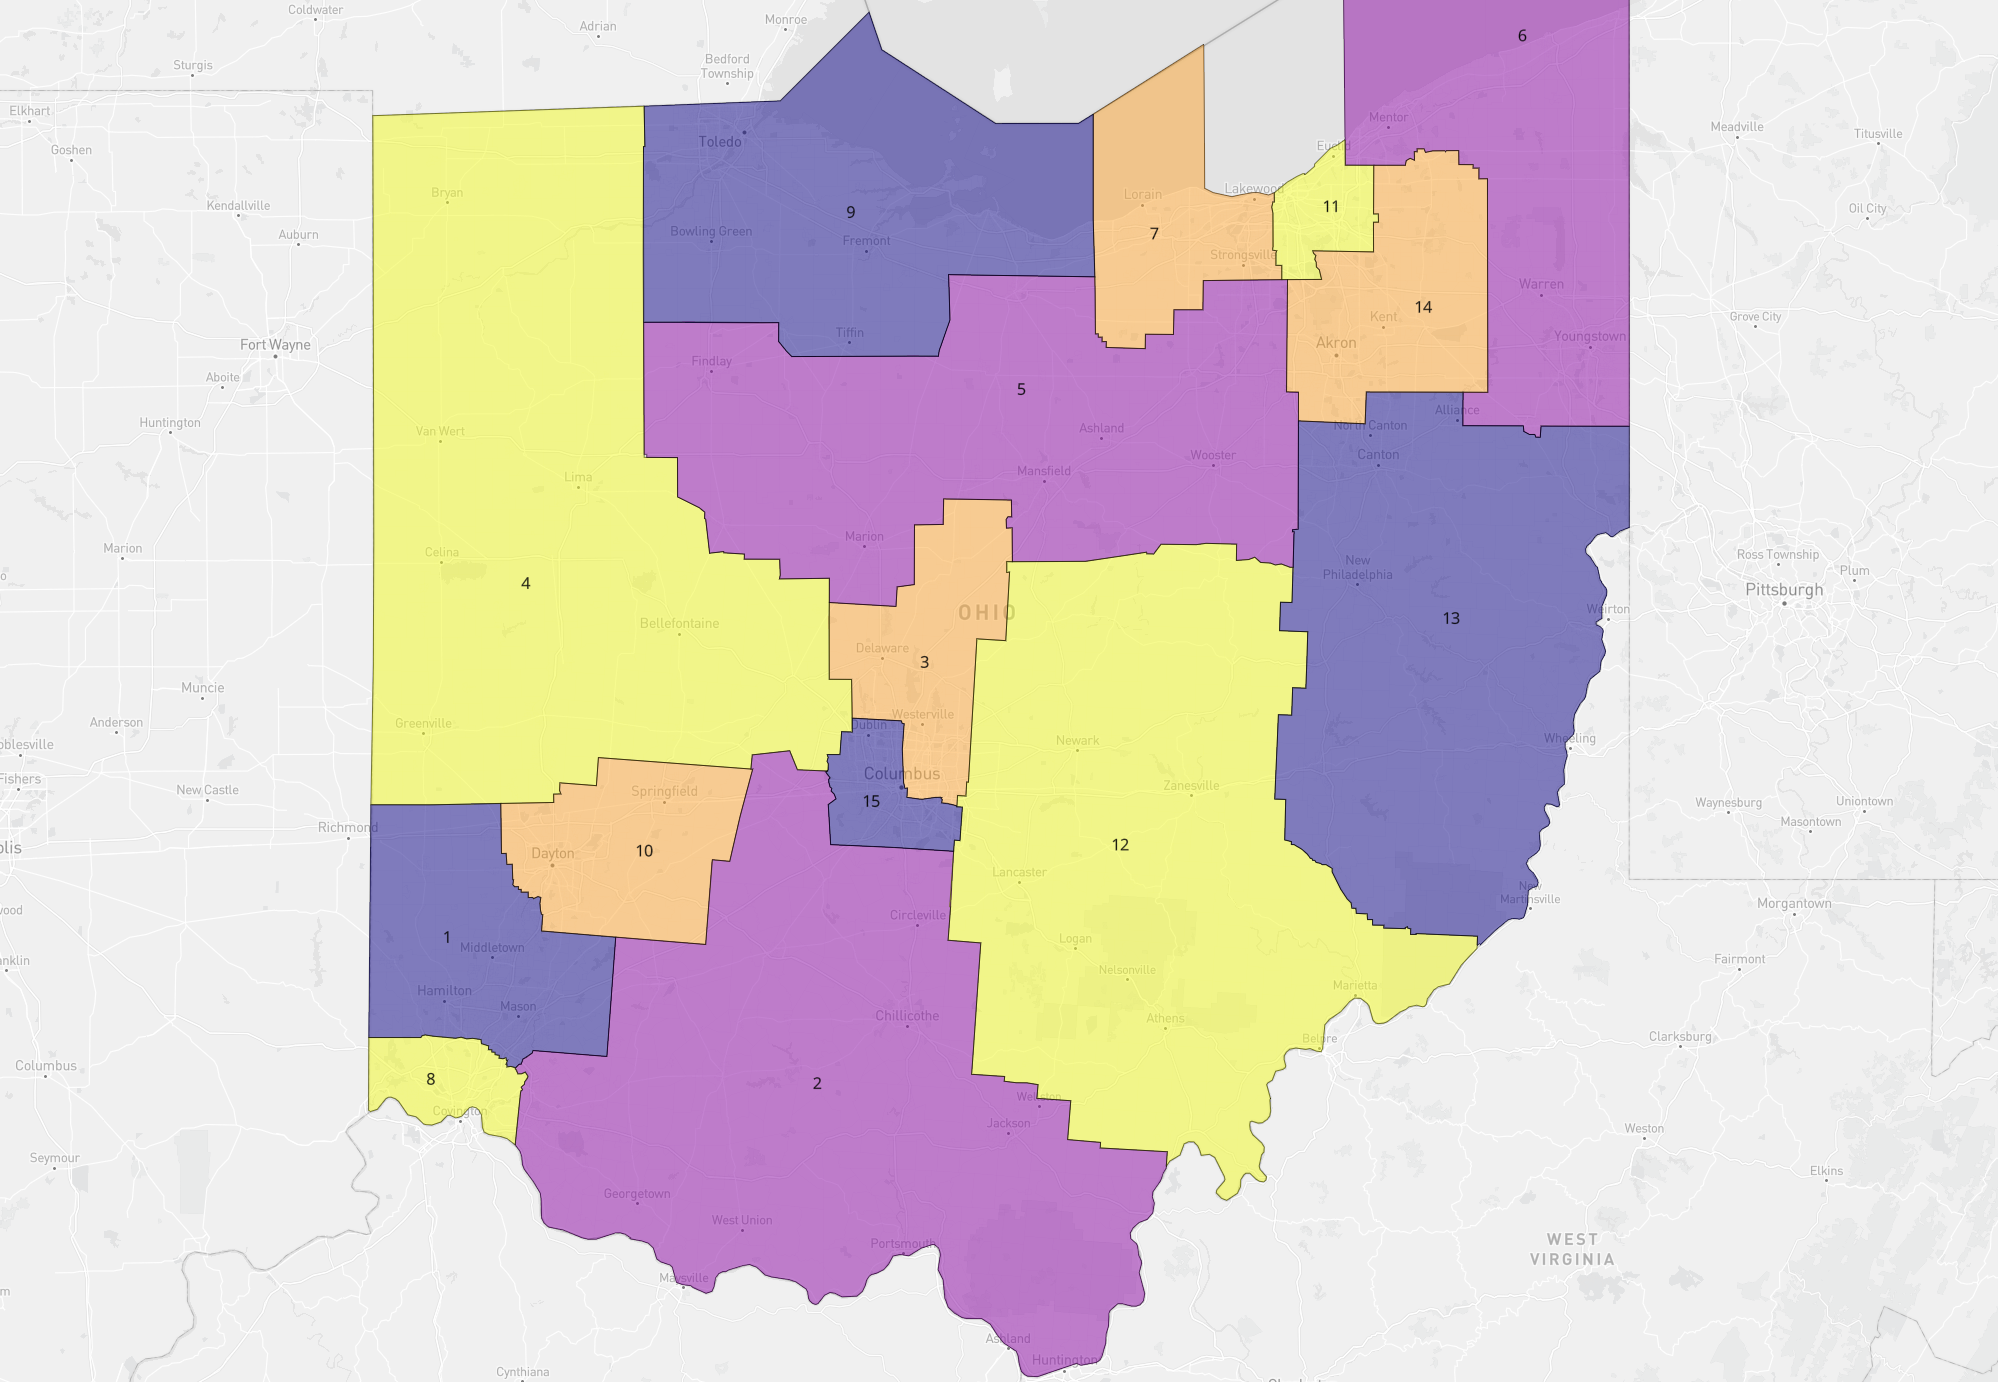 Coldwater
Adrian
Monroe
6
Sturgis
Bedford
Township
Elkhart
Mentor
Meadville
Titusville
Toledo
Goshen
Euclid
Bryan
Lorain
Lakewood
Kendallville
9
11
Oil City
Auburn
Bowling Green
Fremont
7
Strongsville
Warren
14
Kent
Grove City
Tiffin
Youngstown
Fort Wayne
Findlay
Akron
Aboite
5
Alliance
Huntington
Van Wert
Ashland
North Canton
Canton
Wooster
Lima
Mansfield
Marion
Celina
Marion
New
Philadelphia
Ross Township
Plum
4
Pittsburgh
OHIO
Weirton
Bellefontaine
13
Delaware
3
Muncie
Anderson
Greenville
Westerville
Dublin
Newark
Wheeling
oblesville
Fishers
Columbus
New Castle
Springfield
Zanesville
15
Waynesburg
Uniontown
Richmond
Masontown
olis
Dayton
10
12
Lancaster
New
Martinsville
Morgantown
wood
Circleville
1
Middletown
Logan
anklin
Nelsonville
Fairmont
Hamilton
Mason
Marietta
Chillicothe
Athens
Belpre
Clarksburg
Columbus
8
2
Wellston
Covington
Jackson
Weston
Seymour
Elkins
Georgetown
West Union
Portsmouth
WEST
VIRGINIA
Maysville
m
Ashland
Huntington
Cynthiana